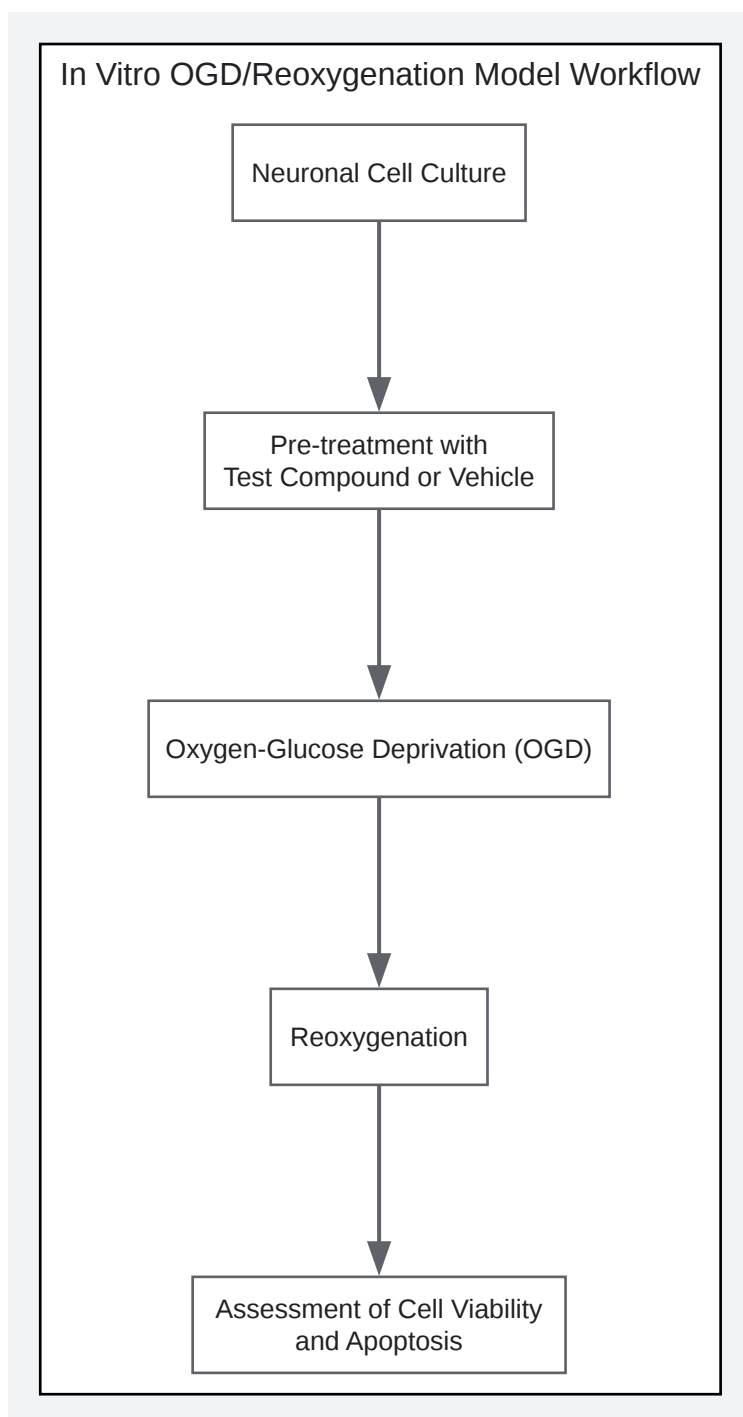 In Vitro OGD/Reoxygenation Model Workflow
Neuronal Cell Culture
Pre-treatment with
Test Compound or Vehicle
Oxygen-Glucose Deprivation (OGD)
Reoxygenation
Assessment of Cell Viability
and Apoptosis